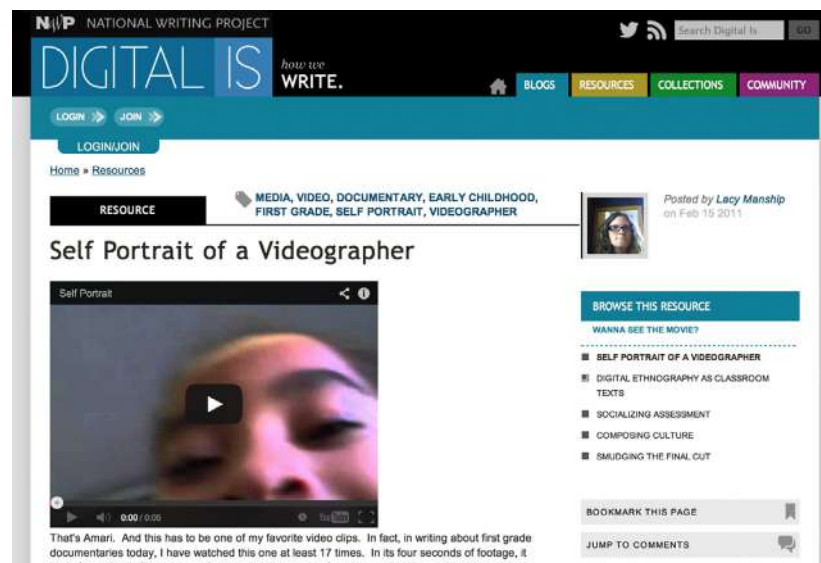 NWP NATIONAL WRITING PROJECT
Search Digital Is
GO
DIGITAL IS
how we
WRITE.
BLOGS
RESOURCES
COLLECTIONS
COMMUNITY
LOGIN
JOIN
LOGIN/JOIN
Home » Resources
RESOURCE
MEDIA, VIDEO, DOCUMENTARY, EARLY CHILDHOOD,
FIRST GRADE, SELF PORTRAIT, VIDEOGRAPHER
Posted by Lacy Manship
on Feb 15 2011
Self Portrait of a Videographer
Self Portrait
0:00 / 0:05
YouTube
That's Amari. And this has to be one of my favorite video clips. In fact, in writing about first grade
documentaries today, I have watched this one at least 17 times. In its four seconds of footage, it
BROWSE THIS RESOURCE
WANNA SEE THE MOVIE?
SELF PORTRAIT OF A VIDEOGRAPHER
DIGITAL ETHNOGRAPHY AS CLASSROOM
TEXTS
SOCIALIZING ASSESSMENT
COMPOSING CULTURE
SMUDGING THE FINAL CUT
BOOKMARK THIS PAGE
JUMP TO COMMENTS